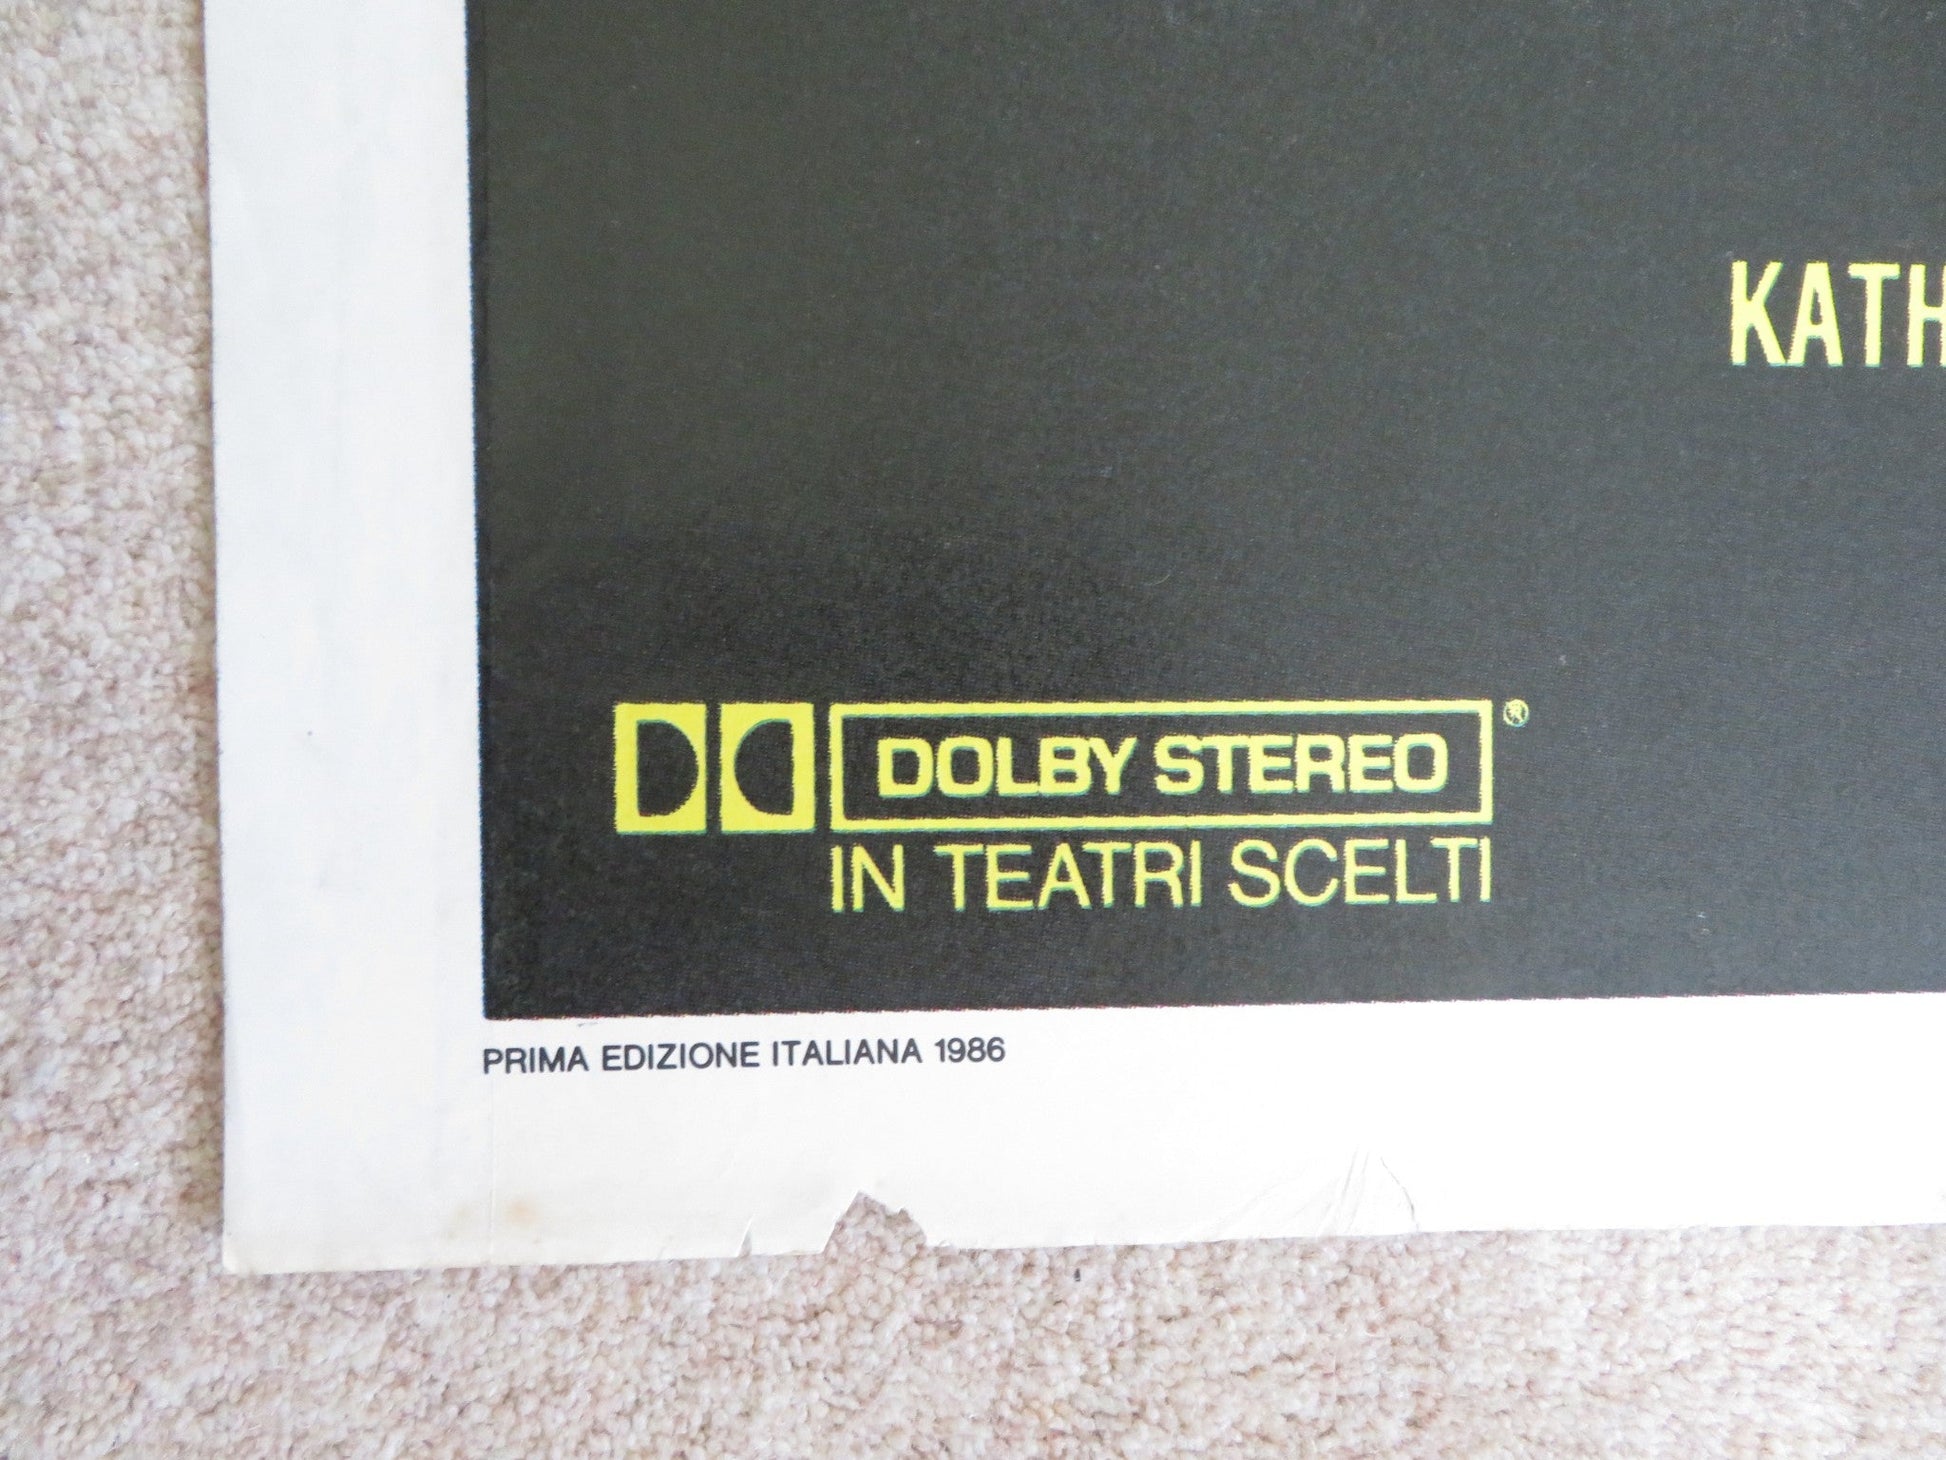 KATH
DOLBY STEREO®
IN TEATRI SCELTI
PRIMA EDIZIONE ITALIANA 1986